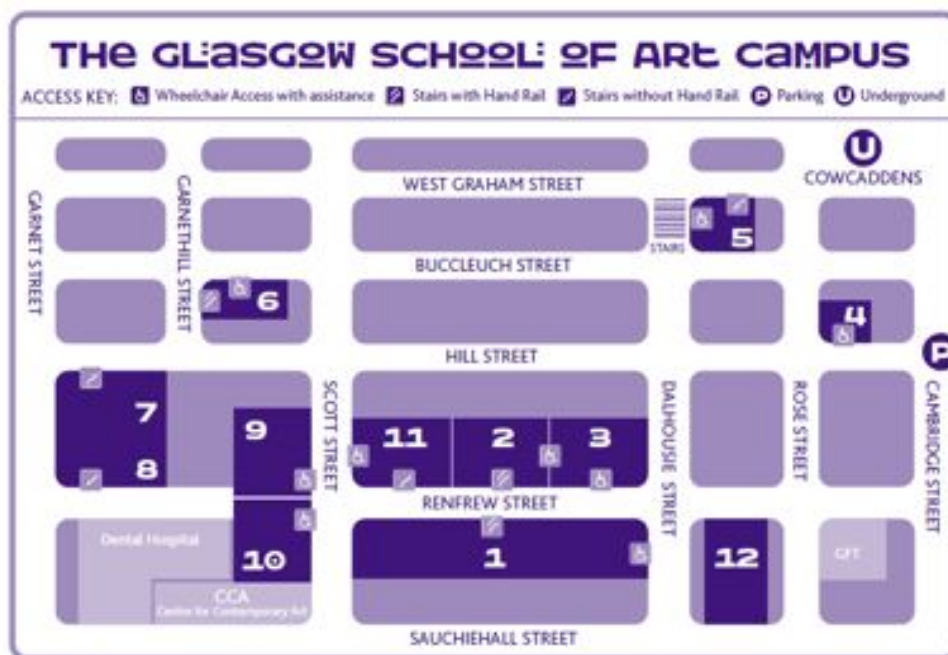 THE GLASGOW SCHOOL OF ART CAMPUS
ACCESS KEY: Wheelchair Access with assistance Stairs with Hand Rail Stairs without Hand Rail P Parking U Underground
U
COWCADDENS
WEST GRAHAM STREET
GARNET STREET
GARNETHILL STREET
STAIRS
5
BUCCLEUCH STREET
6
4
HILL STREET
P
7
8
9
SCOTT STREET
11
2
3
DALHOUSIE STREET
ROSE STREET
CAMBRIDGE STREET
RENFREW STREET
Dental Hospital
10
1
12
GFT
CCA
Centre for Contemporary Art
SAUCHIEHALL STREET